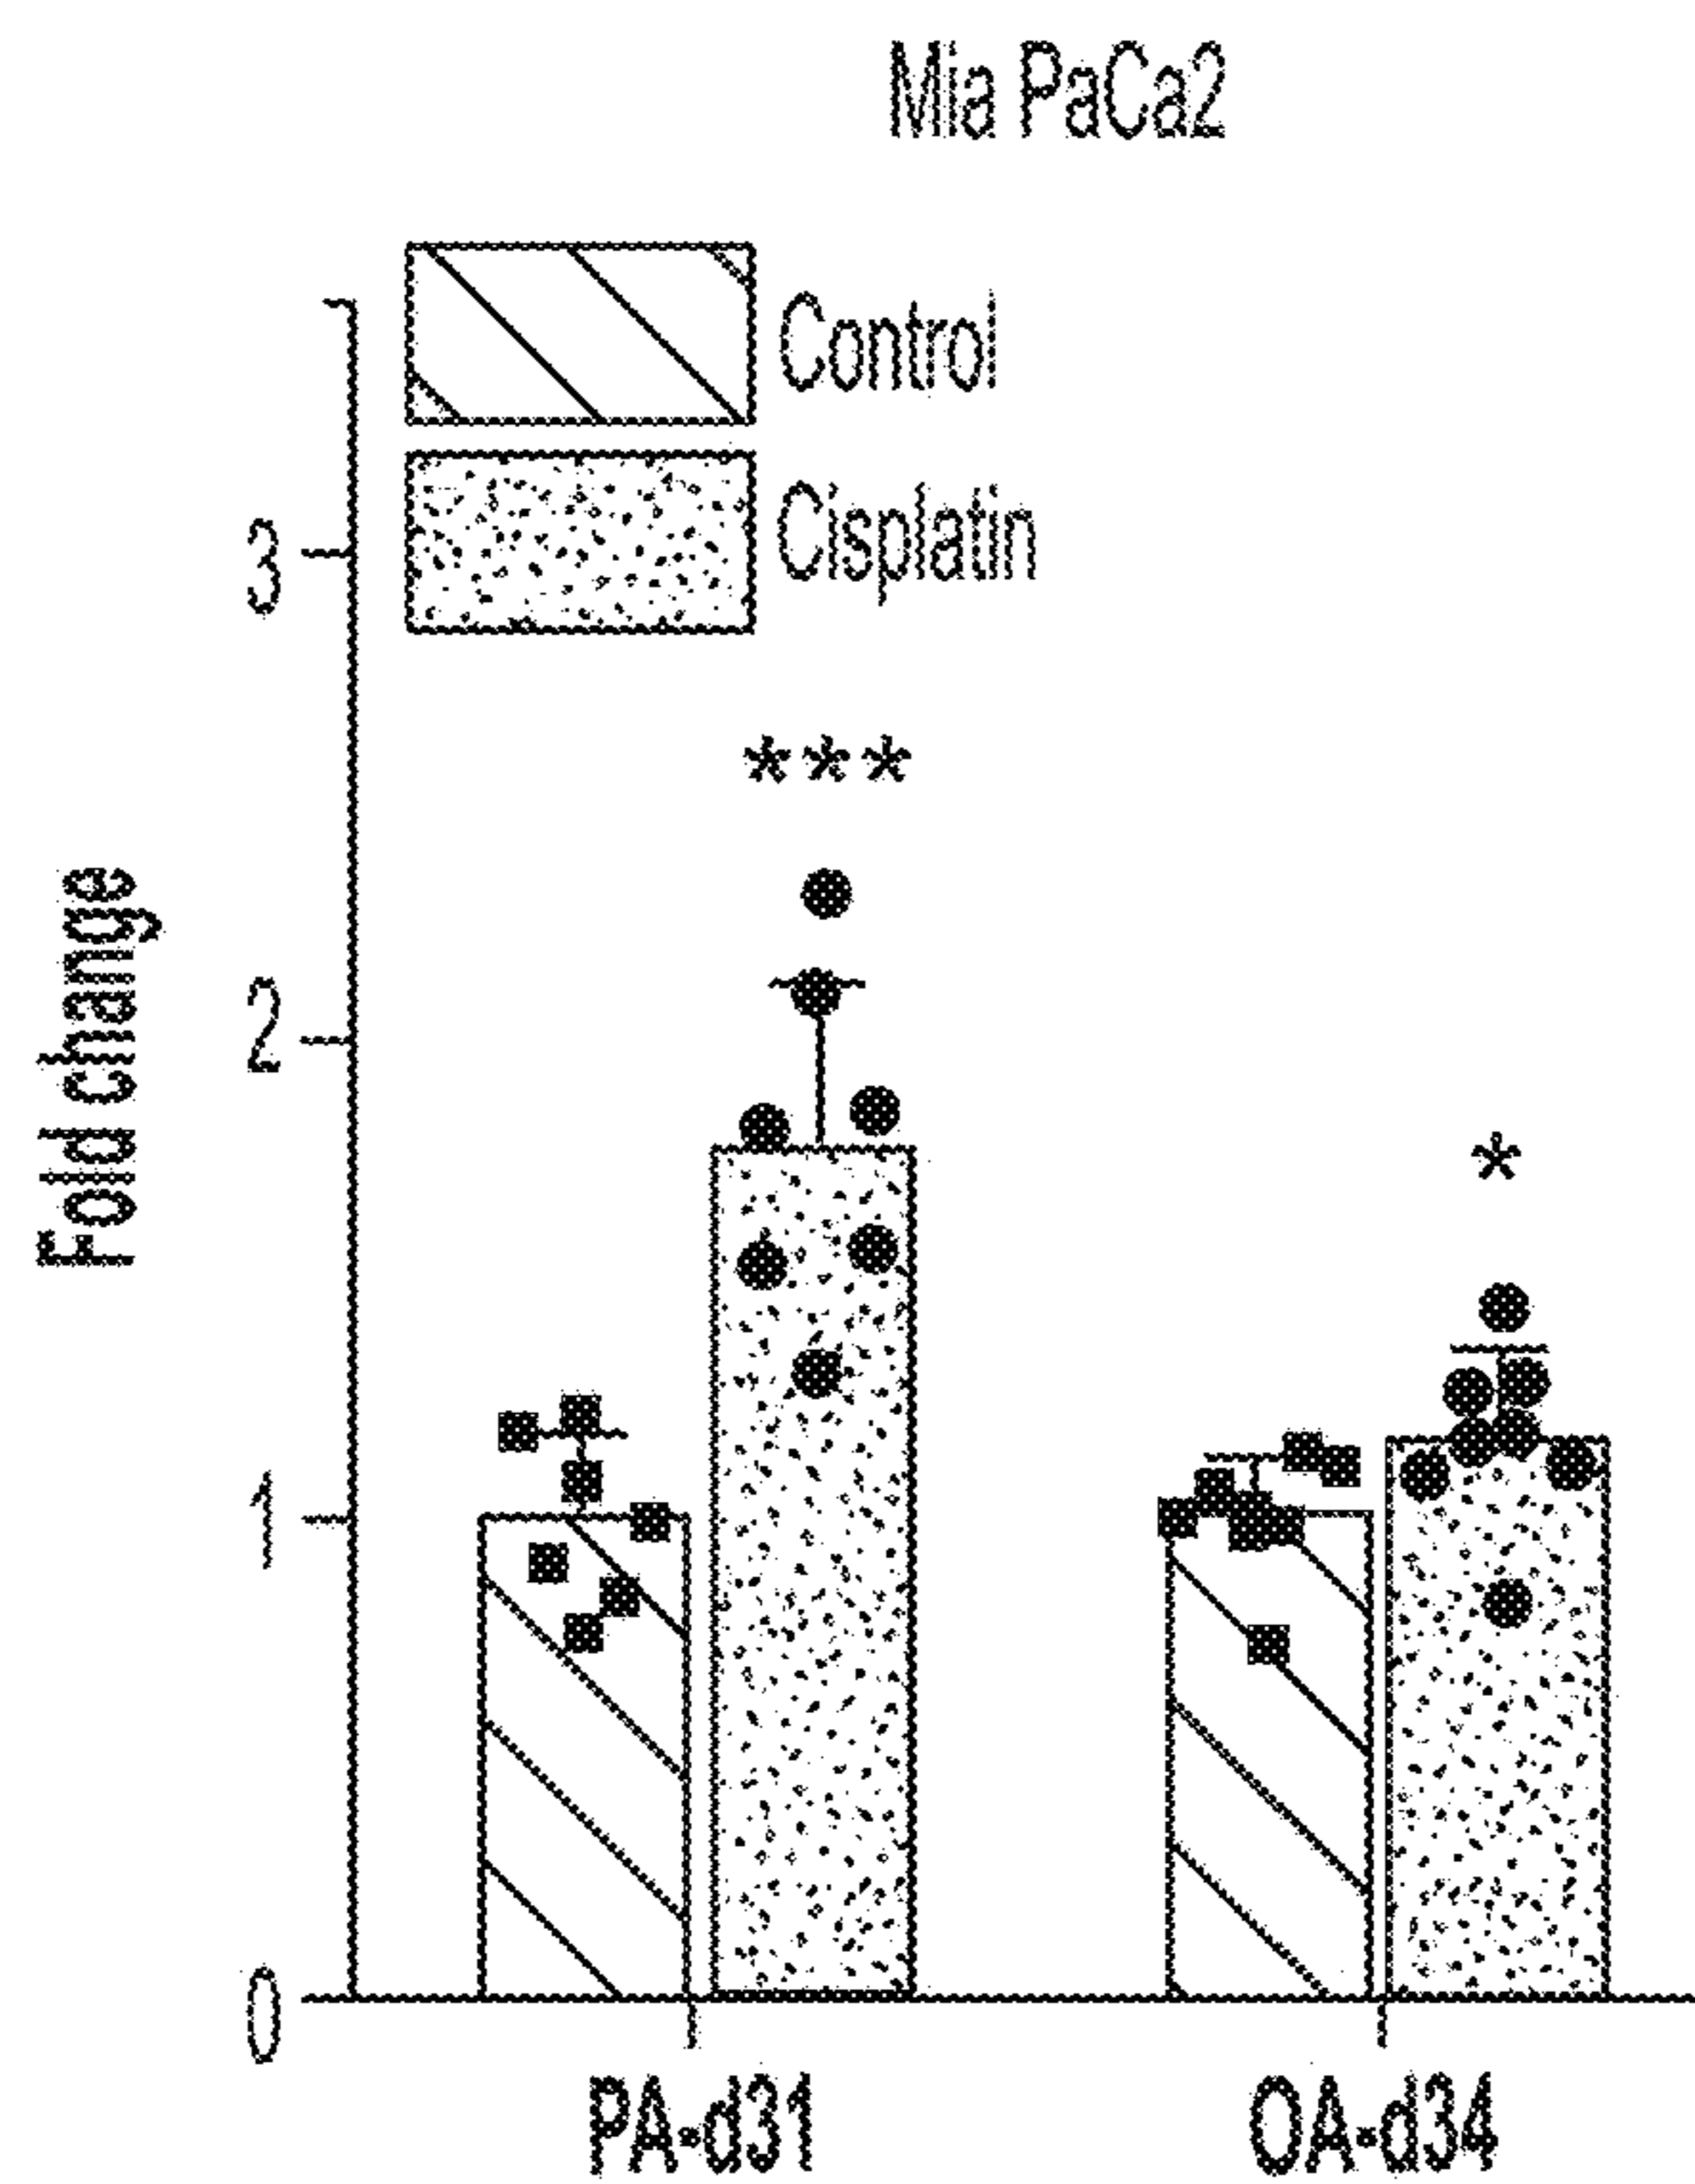 Mia PaCa2
Control
Cisplatin
Fold change
3
2
1
0
***
*
PA-d31
OA-d34